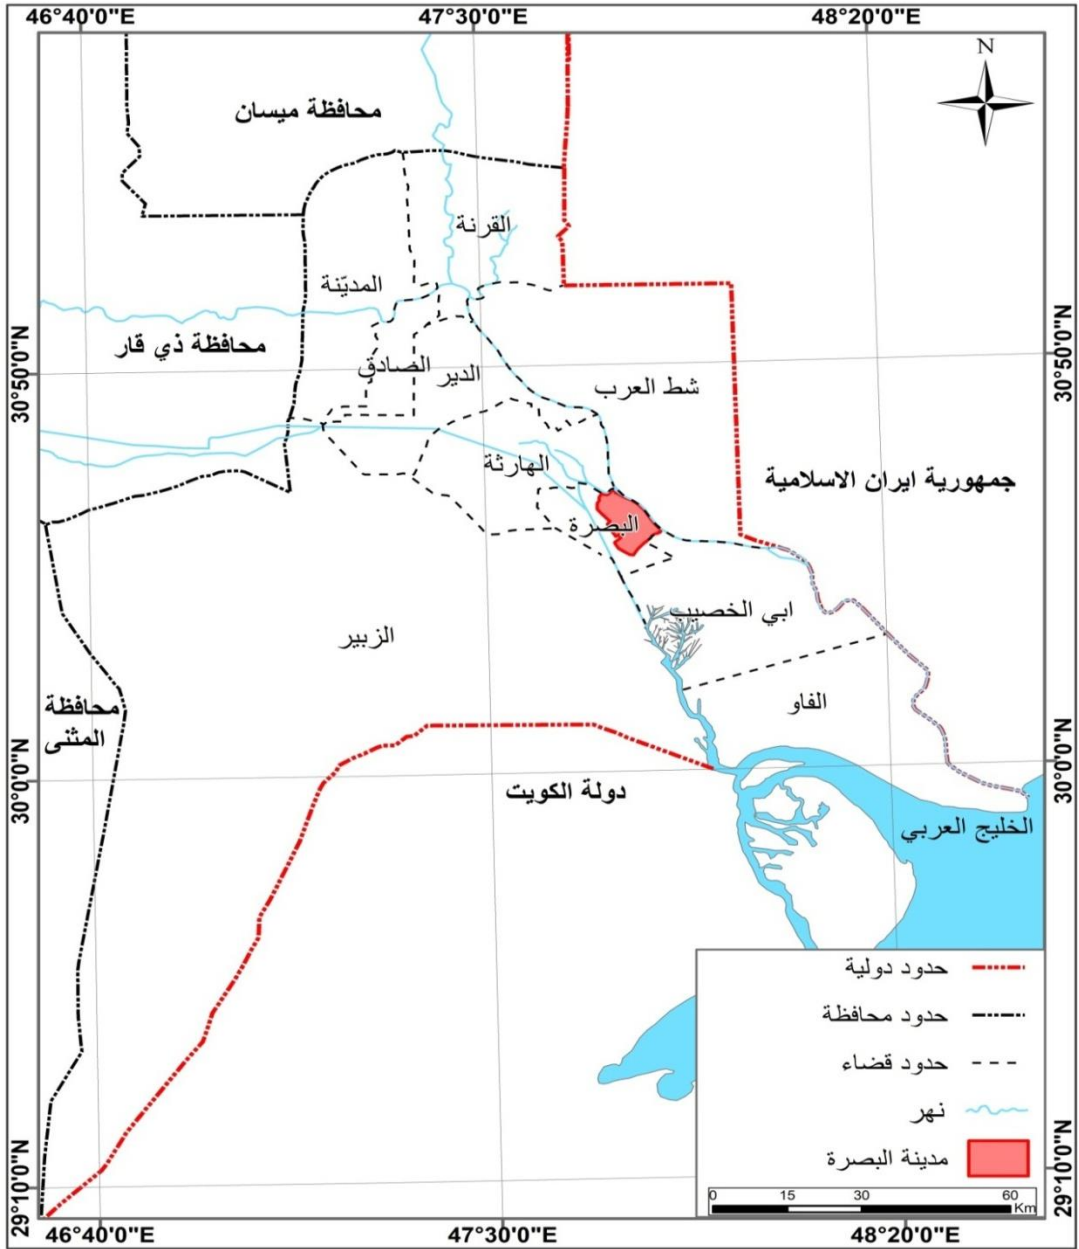 46°40'0"E
47°30'0"E
48°20'0"E
N
محافظة ميسان
القرنة
المديّنة
محافظة ذي قار
30°50'0"N
30°50'0"N
الصادق
الدير
شط العرب
الهارثة
جمهورية ايران الاسلامية
البصرة
ابي الخصيب
الزبير
الفاو
محافظة
المثنى
30°0'0"N
30°0'0"N
دولة الكويت
الخليج العربي
حدود دولية
حدود محافظة
حدود قضاء
نهر
مدينة البصرة
0 15 30 60
Km
29°10'0"N
29°10'0"N
46°40'0"E
47°30'0"E
48°20'0"E